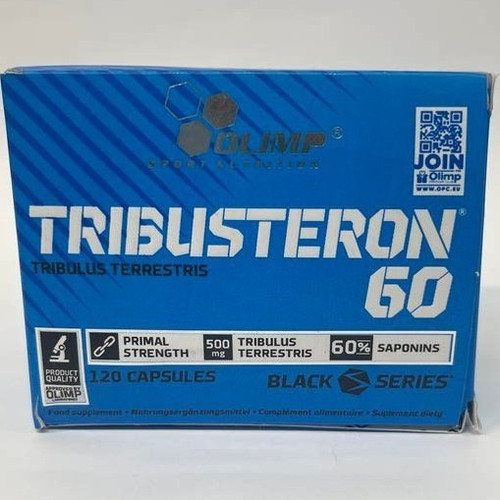 OLIMP®
SPORT NUTRITION
JOIN
Olimp
WWW.OPC.EU
TRIBUSTERON®
60
TRIBULUS TERRESTRIS
PRIMAL STRENGTH
500 mg
TRIBULUS TERRESTRIS
60% SAPONINS
PRODUCT QUALITY
APPROVED BY
OLIMP
120 CAPSULES
BLACK SERIES
Food supplement • Nahrungsergänzungsmittel • Complément alimentaire • Suplement diety